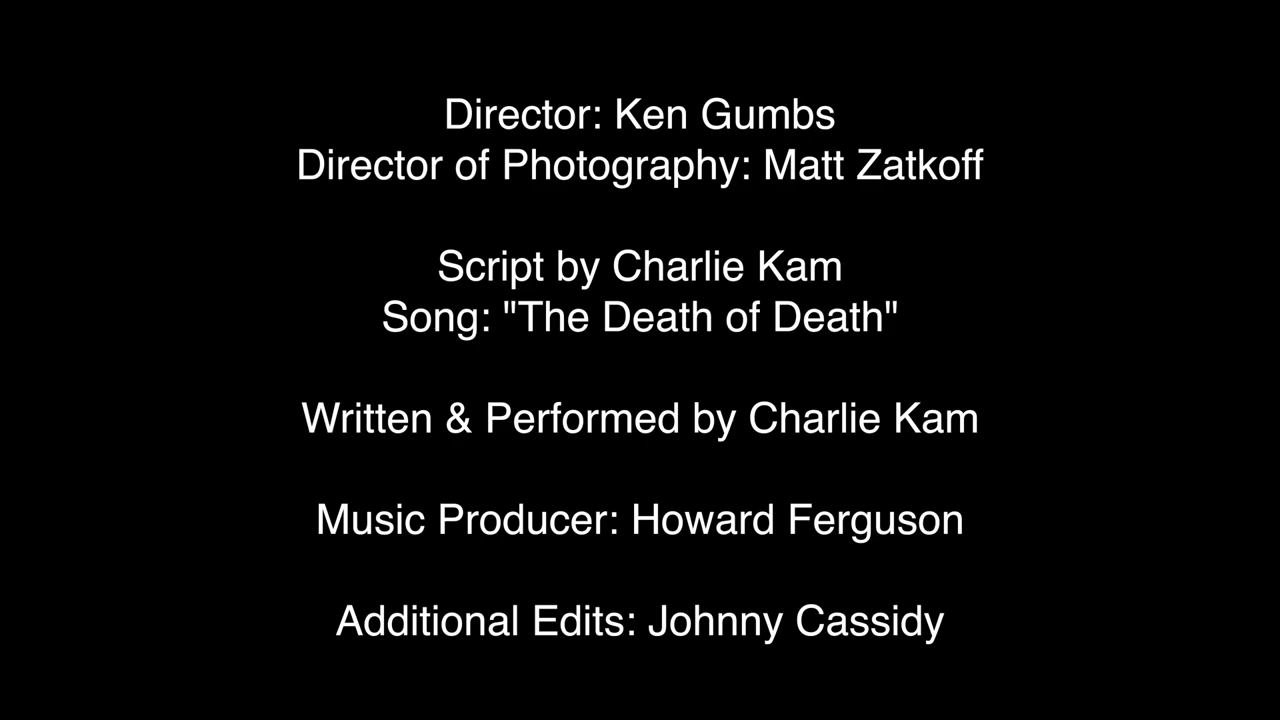 Director: Ken Gumbs
Director of Photography: Matt Zatkoff
Script by Charlie Kam
Song: "The Death of Death"
Written & Performed by Charlie Kam
Music Producer: Howard Ferguson
Additional Edits: Johnny Cassidy